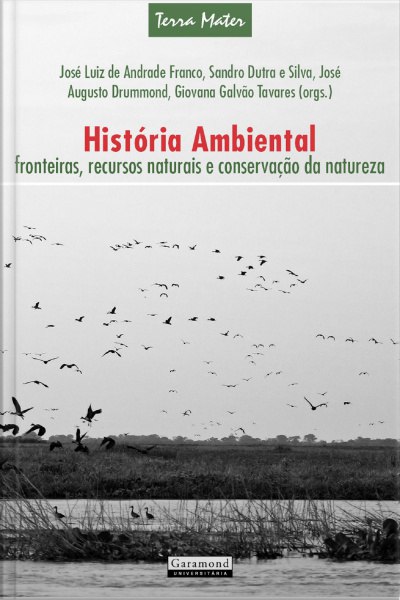 Terra Mater
José Luiz de Andrade Franco, Sandro Dutra e Silva, José
Augusto Drummond, Giovana Galvão Tavares (orgs.)
História Ambiental
fronteiras, recursos naturais e conservação da natureza
Garamond
UNIVERSITÁRIA